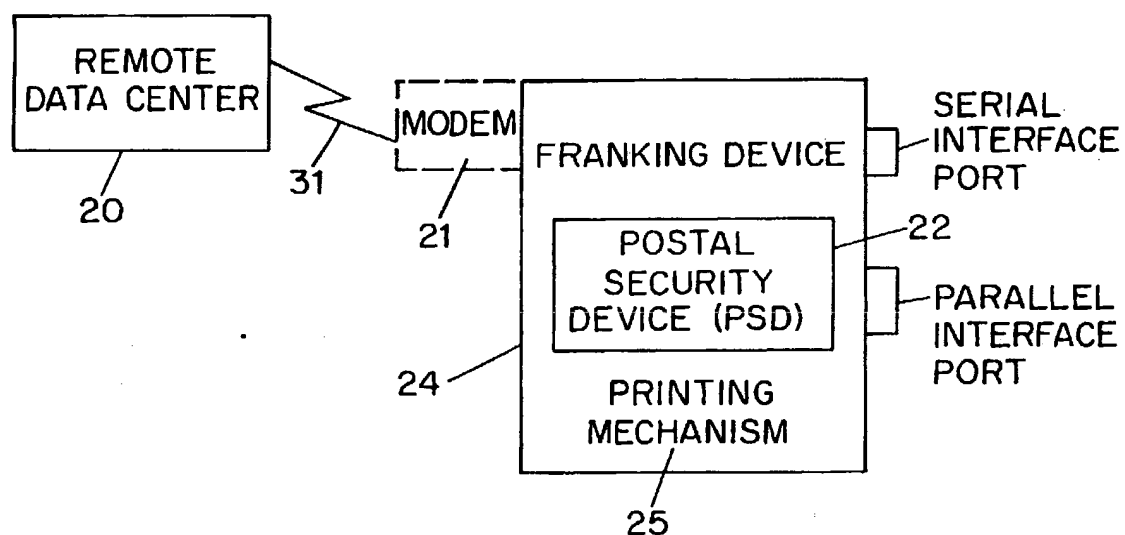 REMOTE
DATA CENTER
20
31
MODEM
21
FRANKING DEVICE
SERIAL
INTERFACE
PORT
POSTAL
SECURITY
DEVICE (PSD)
22
PARALLEL
INTERFACE
PORT
24
PRINTING
MECHANISM
25